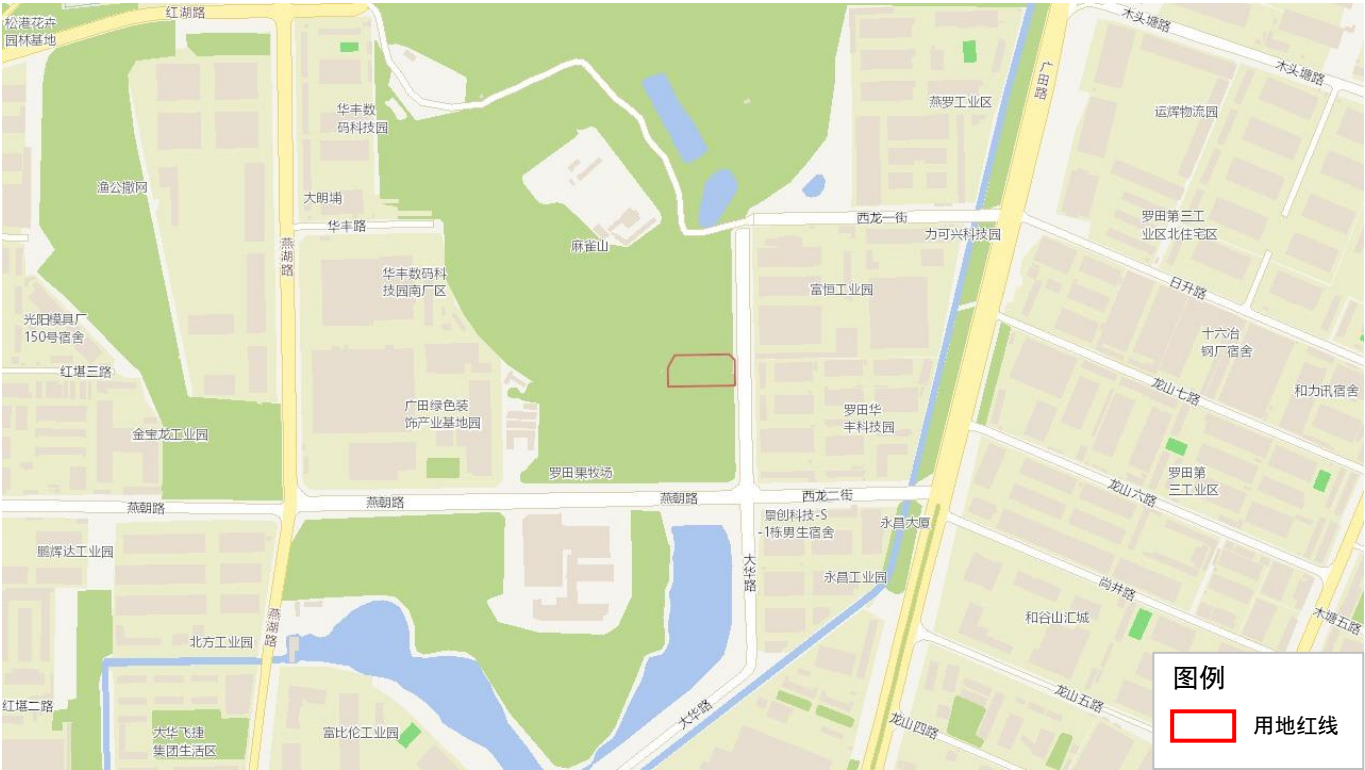 红湖路
松港花卉
园林基地
木头塘路
木头塘路
广田路
燕罗工业区
运辉物流园
华丰数
码科技园
渔公撒网
大朗埔
华丰路
燕湖路
麻雀山
西龙一街
力可兴科技园
罗田第三工
业区北住宅区
华丰数码科
技园南厂区
富恒工业园
日升路
光阳模具厂
150号宿舍
十六冶
钢厂宿舍
红堪三路
龙山七路
和力讯宿舍
广田绿色装
饰产业基地园
罗田华
丰科技园
金宝龙工业园
罗田果牧场
罗田第
三工业区
龙山六路
燕朝路
燕朝路
燕朝路
西龙二街
景创科技-S
-1栋男生宿舍
永昌大厦
鹏辉达工业园
大华路
永昌工业园
尚井路
和谷山汇城
木塘五路
燕湖路
北方工业园
图例
用地红线
红堪二路
大华路
龙山五路
龙山四路
大华飞捷
集团生活区
富比伦工业园